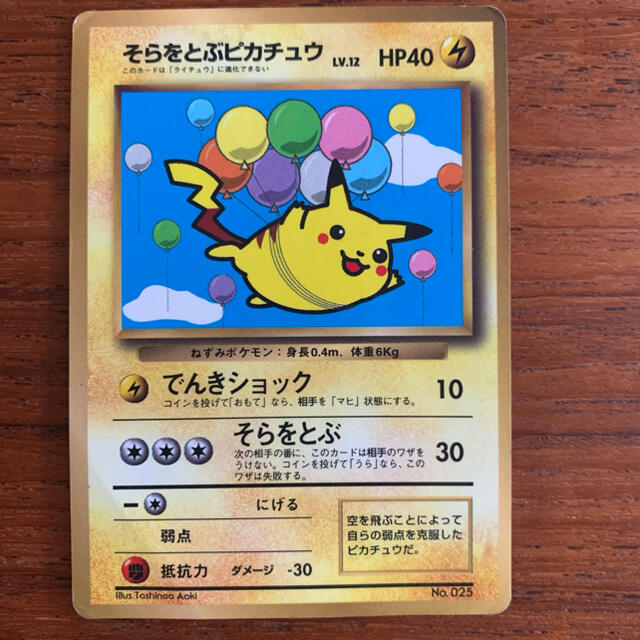 そらをとぶピカチュウ LV.12 HP40
このカードは「ライチュウ」に進化できない
ねずみポケモン：身長0.4m、体重6Kg
でんきショック 10
コインを投げて「おもて」なら、相手を「マヒ」状態にする。
そらをとぶ 30
次の相手の番に、このカードは相手のワザを
うけない。コインを投げて「うら」なら、この
ワザは失敗する。
にげる
弱点
抵抗力 ダメージ -30
空を飛ぶことによって
自らの弱点を克服した
ピカチュウだ。
Illus.Toshinao Aoki No. 025